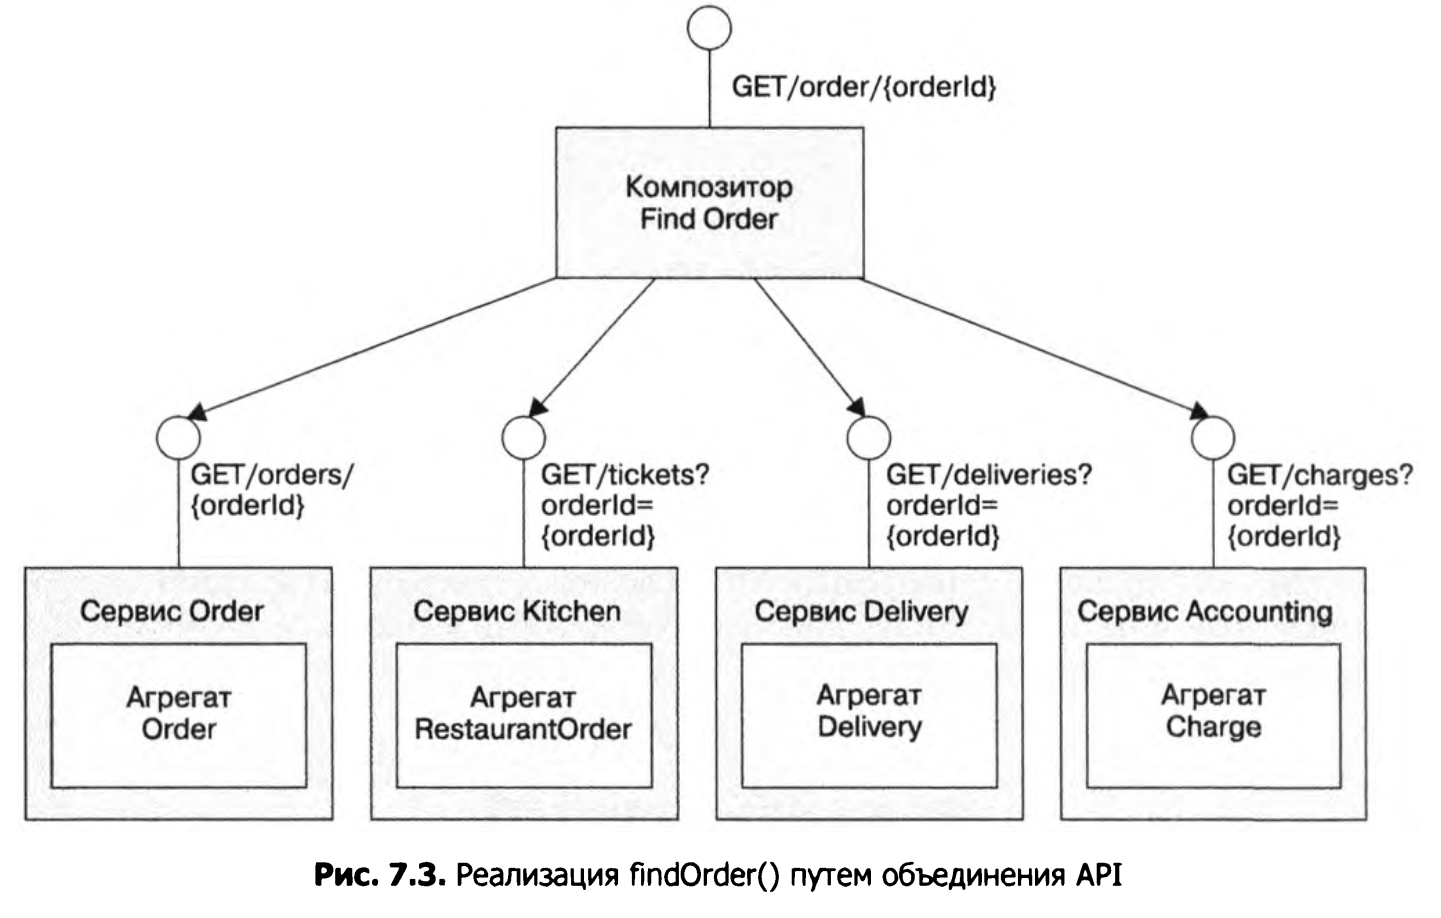 GET/order/{orderId}
Композитор
Find Order
GET/orders/
{orderId}
GET/tickets?
orderId=
{orderId}
GET/deliveries?
orderId=
{orderId}
GET/charges?
orderId=
{orderId}
Сервис Order
Агрегат
Order
Сервис Kitchen
Агрегат
RestaurantOrder
Сервис Delivery
Агрегат
Delivery
Сервис Accounting
Агрегат
Charge
Рис. 7.3. Реализация findOrder() путем объединения API